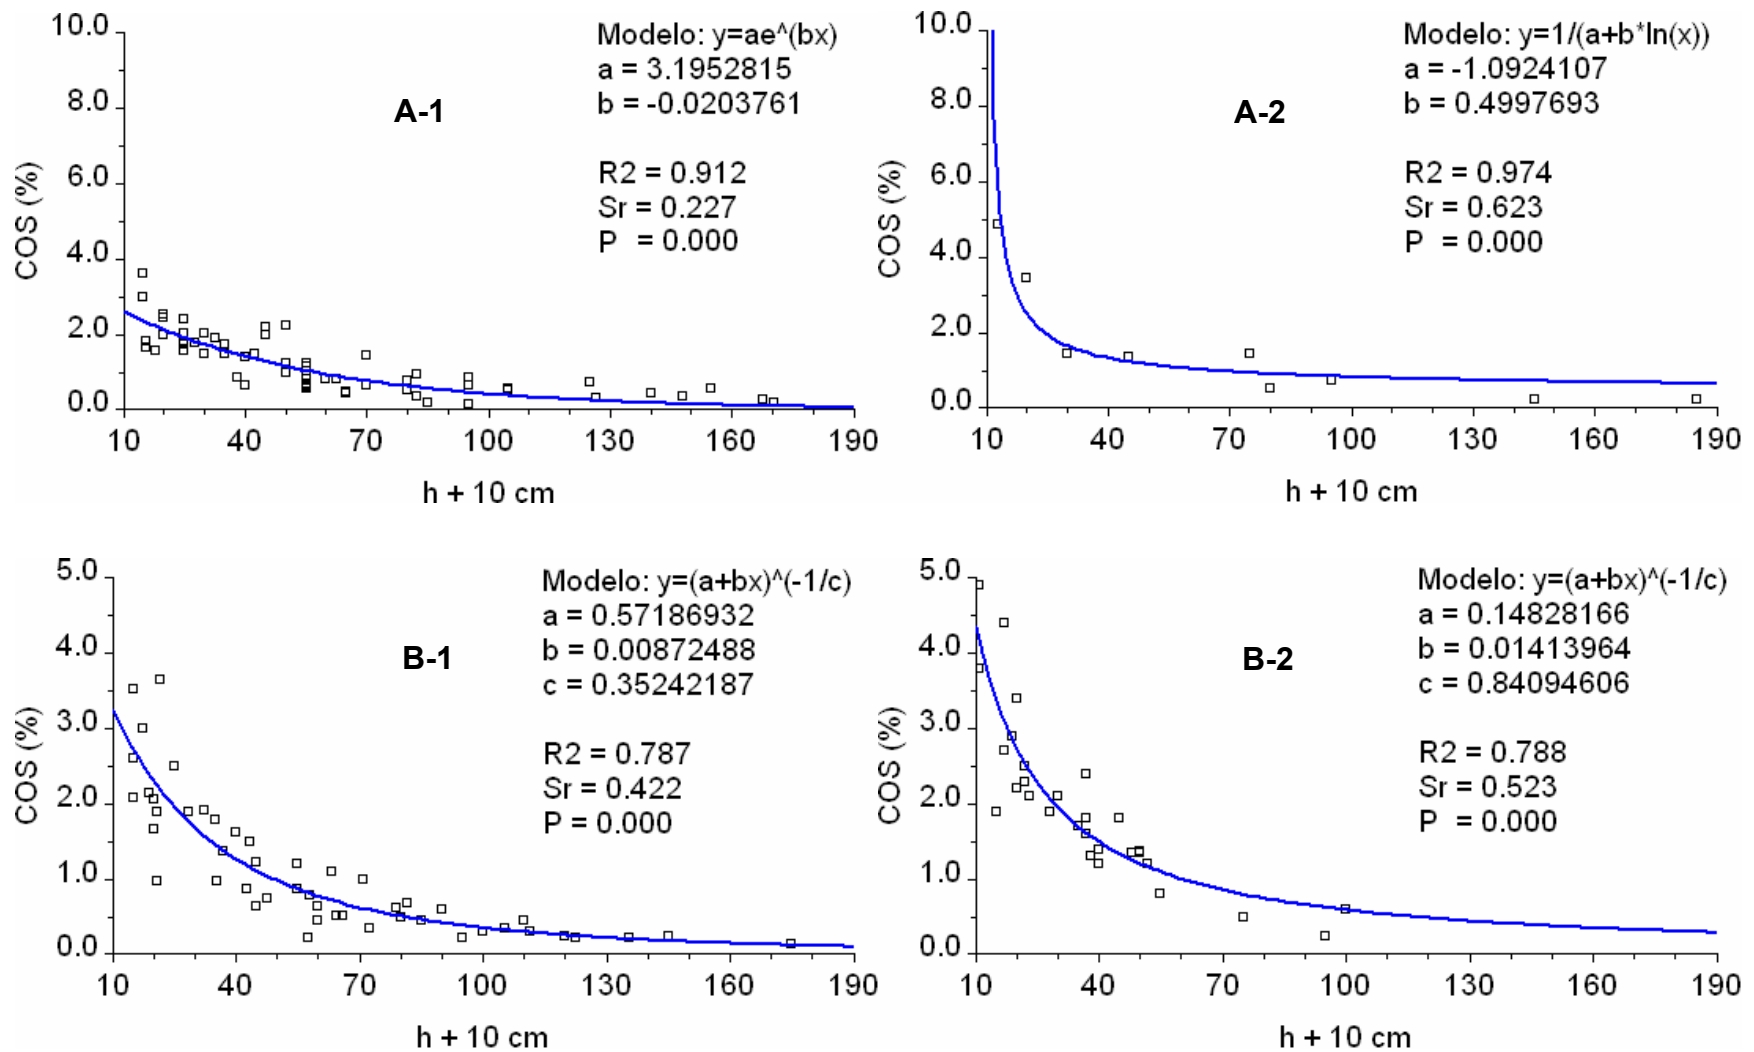 A-1
Modelo: y=ae^(bx)
a = 3.1952815
b = -0.0203761
R2 = 0.912
Sr = 0.227
P = 0.000
COS (%)
10.0
8.0
6.0
4.0
2.0
0.0
10 40 70 100 130 160 190
h + 10 cm
A-2
Modelo: y=1/(a+b*ln(x))
a = -1.0924107
b = 0.4997693
R2 = 0.974
Sr = 0.623
P = 0.000
COS (%)
10.0
8.0
6.0
4.0
2.0
0.0
10 40 70 100 130 160 190
h + 10 cm
B-1
Modelo: y=(a+bx)^(-1/c)
a = 0.57186932
b = 0.00872488
c = 0.35242187
R2 = 0.787
Sr = 0.422
P = 0.000
COS (%)
5.0
4.0
3.0
2.0
1.0
0.0
10 40 70 100 130 160 190
h + 10 cm
B-2
Modelo: y=(a+bx)^(-1/c)
a = 0.14828166
b = 0.01413964
c = 0.84094606
R2 = 0.788
Sr = 0.523
P = 0.000
COS (%)
5.0
4.0
3.0
2.0
1.0
0.0
10 40 70 100 130 160 190
h + 10 cm